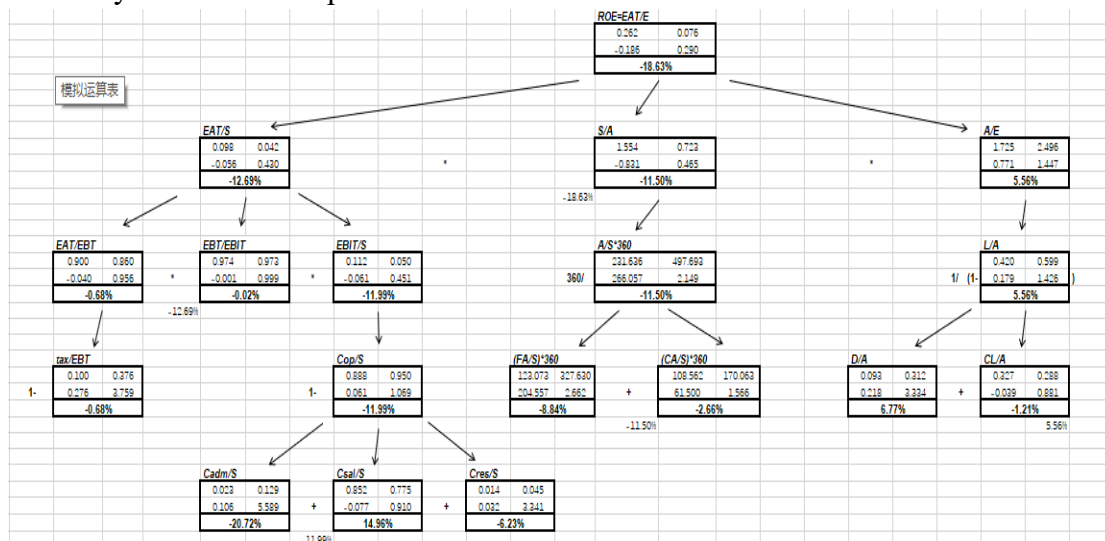 ROE=EAT/E
0.262 0.076
-0.186 0.290
-18.63%
模拟运算表
EAT/S S/A A/E
0.098 0.042 1.554 0.723 1.725 2.496
-0.056 0.430 * -0.831 0.465 * 0.771 1.447
-12.69% -11.50% 5.56%
-18.63%
EAT/EBT EBT/EBIT EBIT/S A/S*360 L/A
0.900 0.860 0.974 0.973 0.112 0.050 231.636 497.693 0.420 0.599
-0.040 0.956 * -0.001 0.999 * -0.061 0.451 360/ 266.057 2.149 1/ (1- 0.179 1.426 )
-0.68% -0.02% -11.99% -11.50% 5.56%
-12.69%
tax/EBT Cop/S (FA/S)*360 (CA/S)*360 D/A CL/A
0.100 0.376 0.888 0.950 123.073 327.630 108.562 170.063 0.093 0.312 0.327 0.288
1- 0.276 3.759 1- 0.061 1.069 204.557 2.662 + 61.500 1.566 0.218 3.334 + -0.039 0.881
-0.68% -11.99% -8.84% -2.66% 6.77% -1.21%
-11.50% 5.56%
Cadm/S Csal/S Cres/S
0.023 0.129 0.852 0.775 0.014 0.045
0.106 5.589 + -0.077 0.910 + 0.032 3.341
-20.72% 14.96% -6.23%